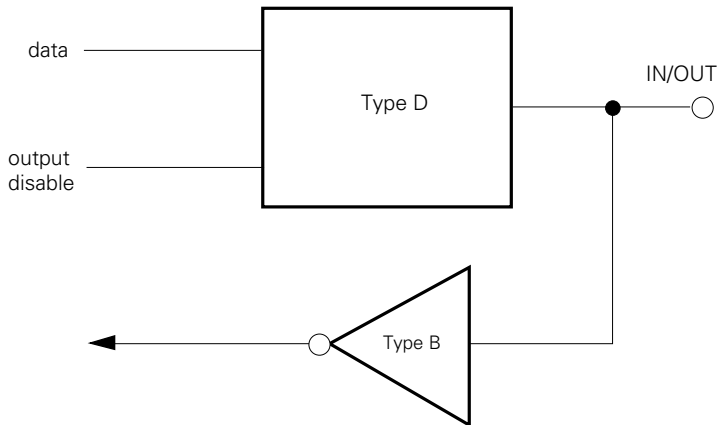 data
Type D
IN/OUT
output
disable
Type B